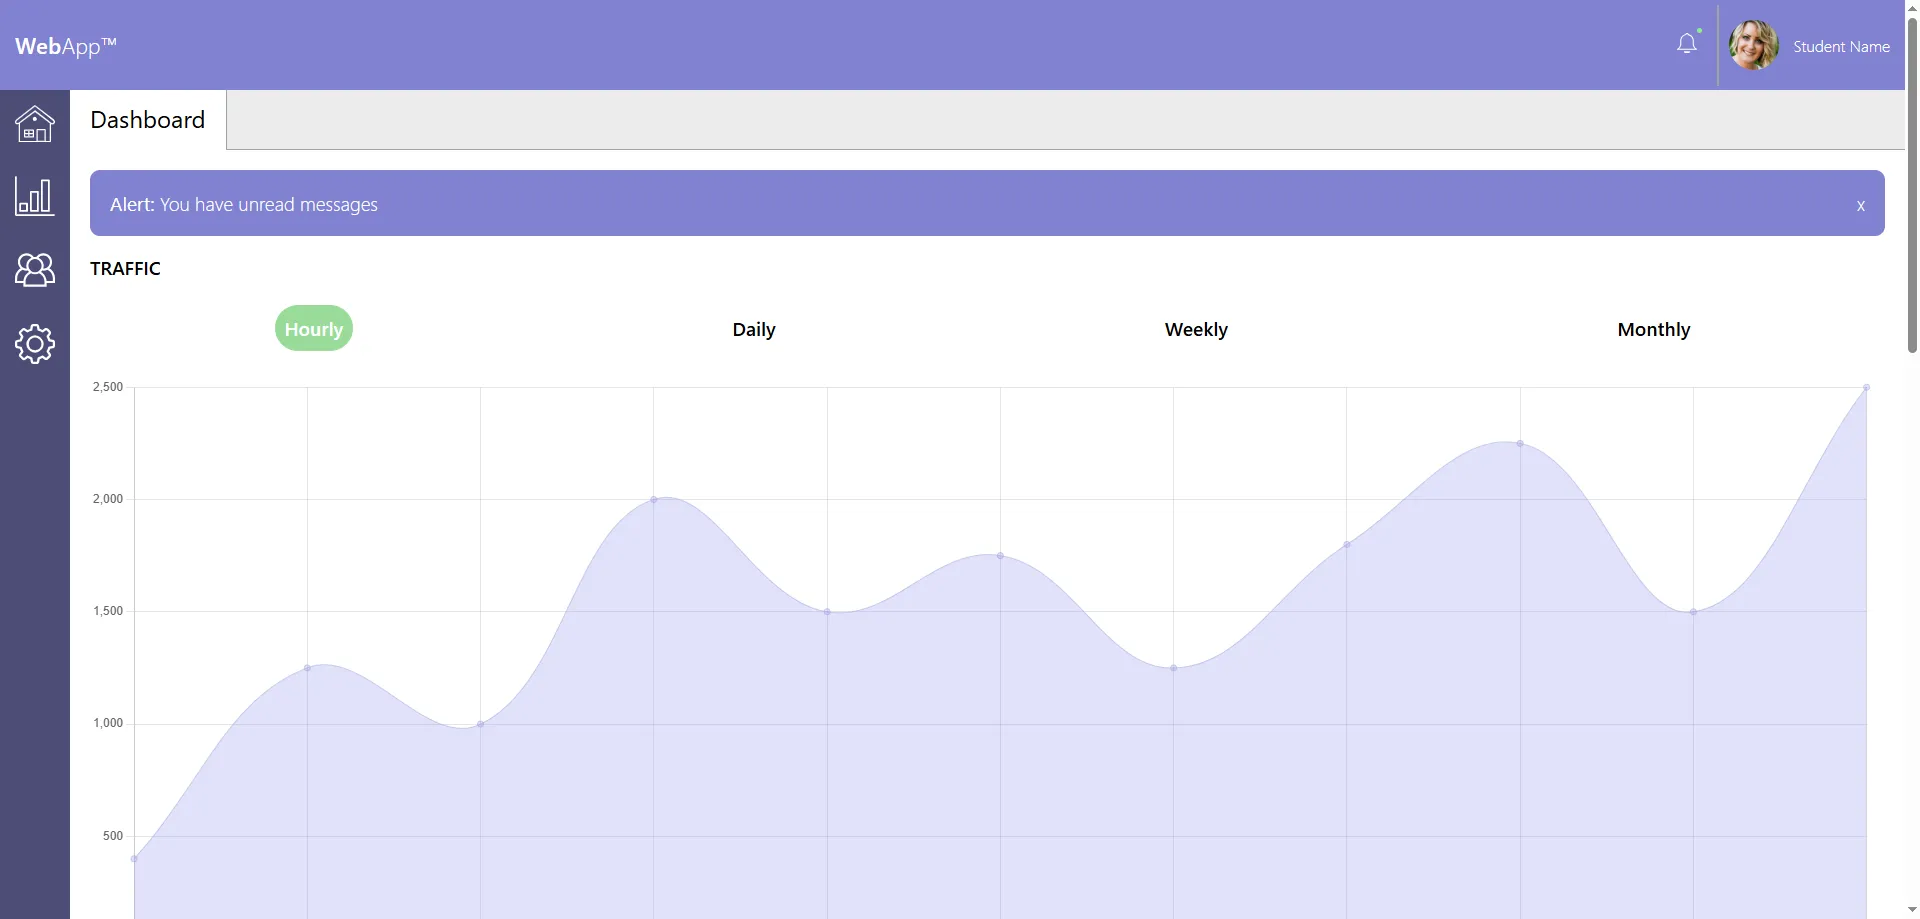 WebApp™
Student Name
Dashboard
Alert: You have unread messages
x
TRAFFIC
Hourly Daily Weekly Monthly
2,500
2,000
1,500
1,000
500